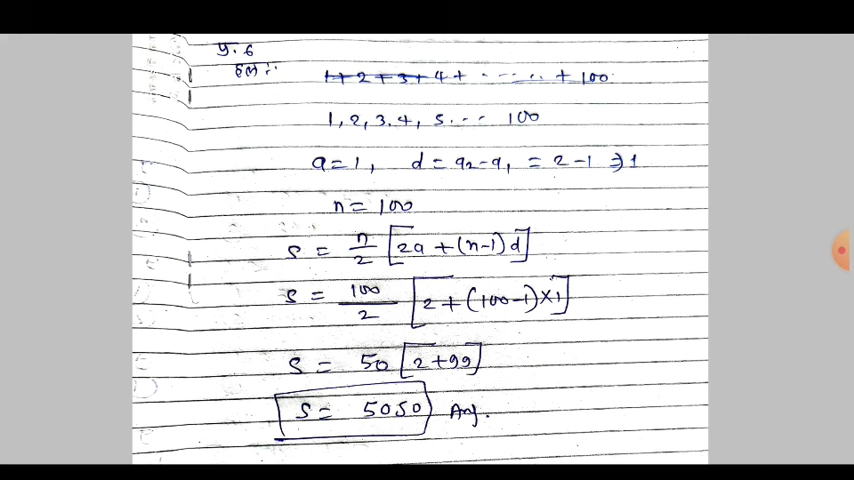 प्र. 6
हल :-
1+2+3+4+ ...... + 100
1, 2, 3, 4, 5 ... 100
a = 1, d = a₂ - a₁ = 2 - 1 ⇒ 1
n = 100
S = n/2 [2a + (n-1) d]
S = 100/2 [2 + (100-1) × 1]
S = 50 [2 + 99]
S = 5050 Ans.